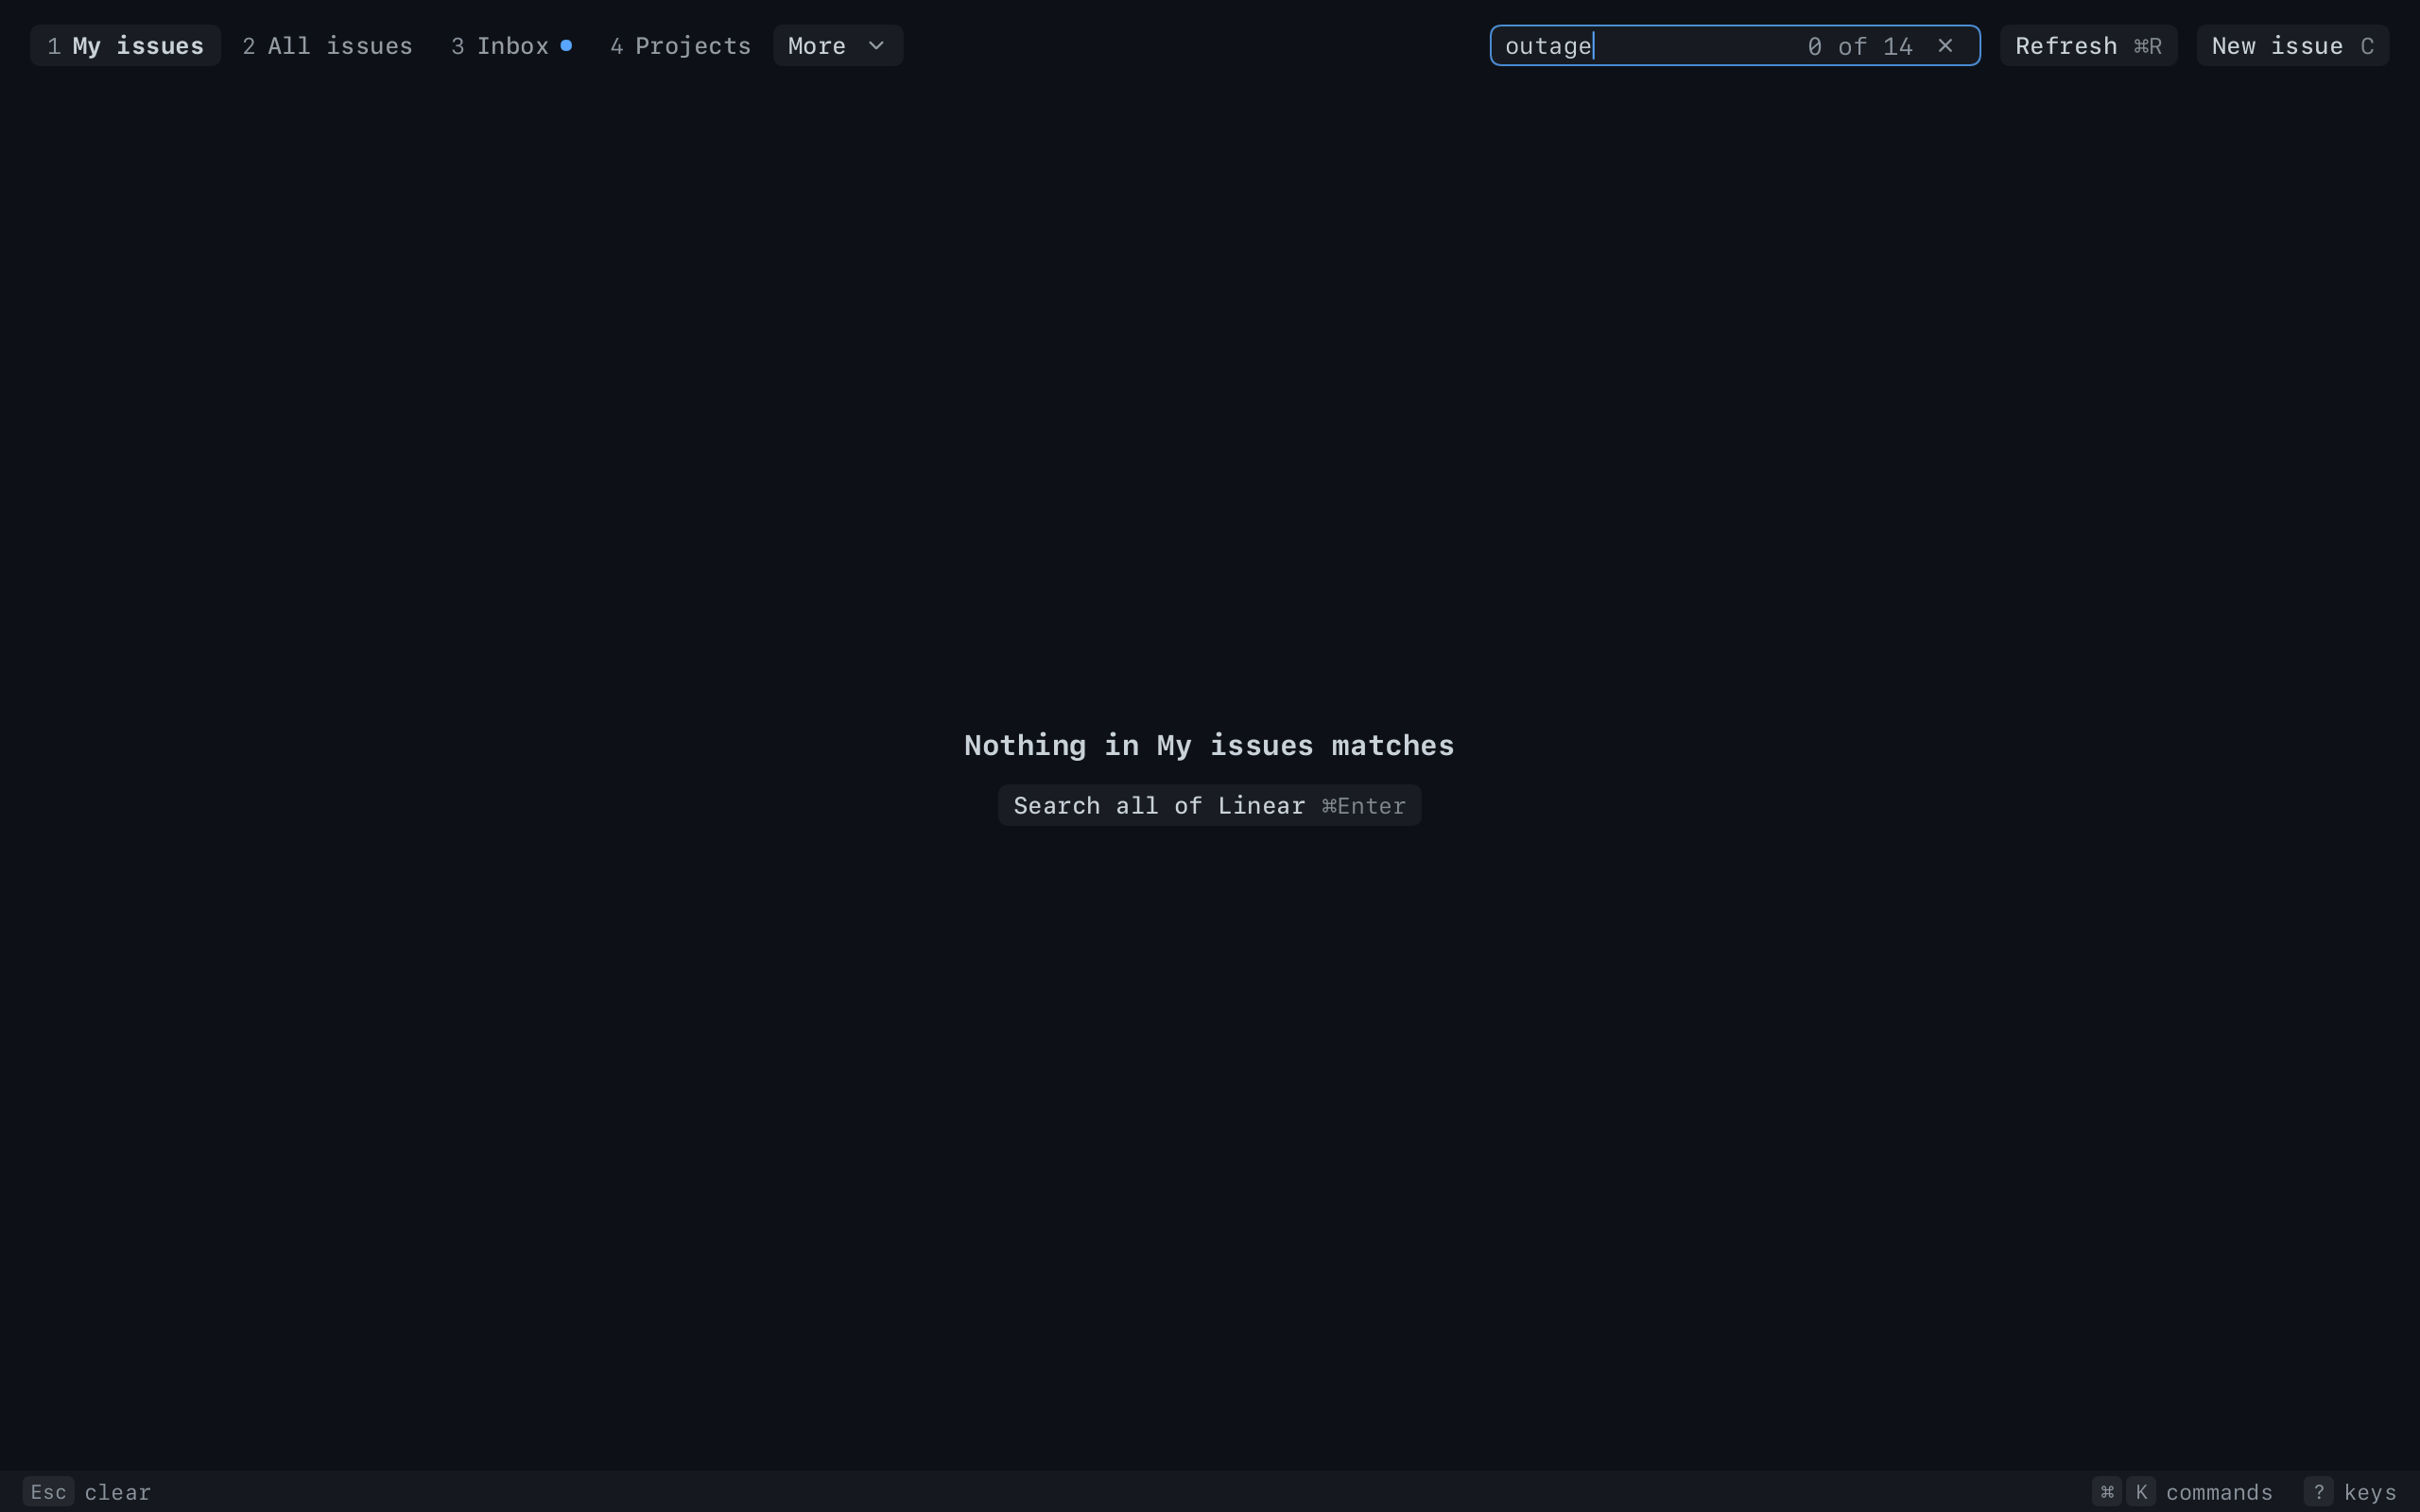 1 My issues 2 All issues 3 Inbox 4 Projects More outage 0 of 14 Refresh ⌘R New issue C
Nothing in My issues matches
Search all of Linear ⌘Enter
Esc clear ⌘ K commands ? keys